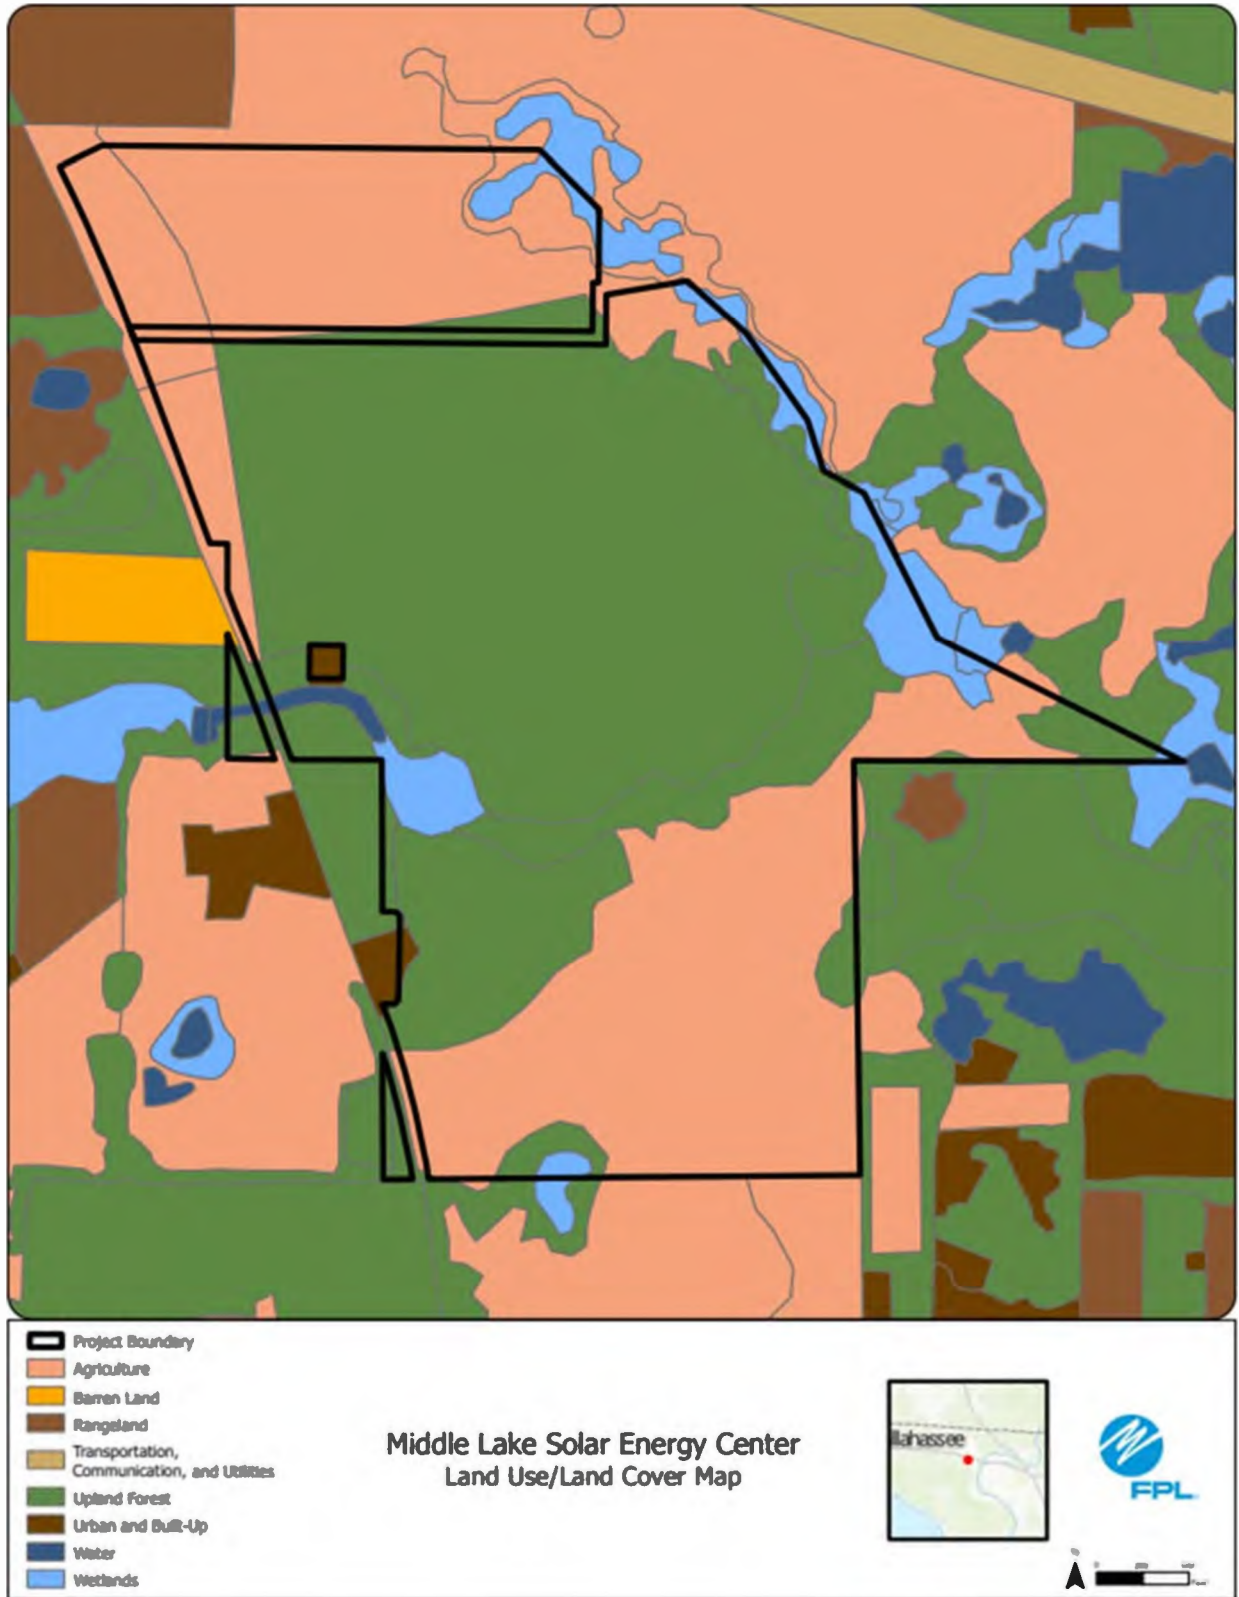 Project Boundary
Agriculture
Barren Land
Rangeland
Transportation,
Communication, and Utilities
Upland Forest
Urban and Built-Up
Water
Wetlands
Middle Lake Solar Energy Center
Land Use/Land Cover Map
llahassee
FPL